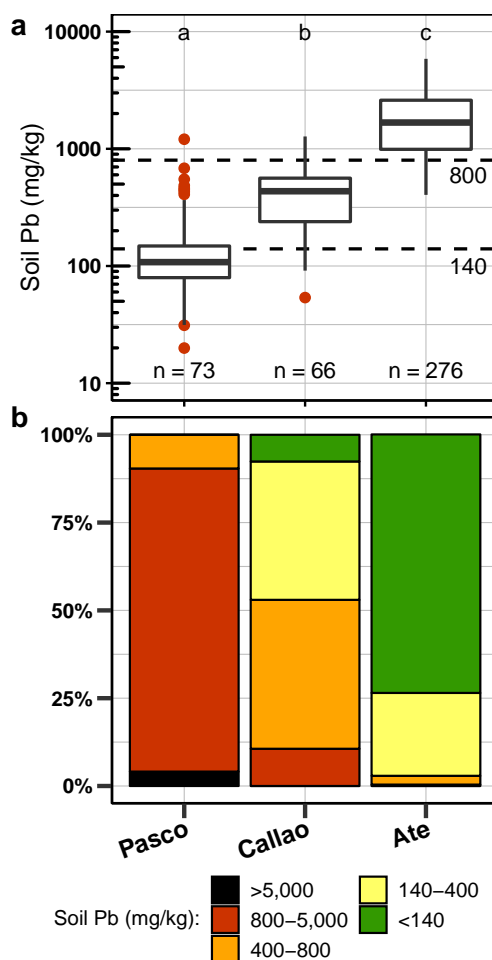 a
10000
1000
100
10
Soil Pb (mg/kg)
a b c
800
140
n = 73 n = 66 n = 276
b
100%
75%
50%
25%
0%
Pasco Callao Ate
Soil Pb (mg/kg):
>5,000
800–5,000
400–800
140–400
<140